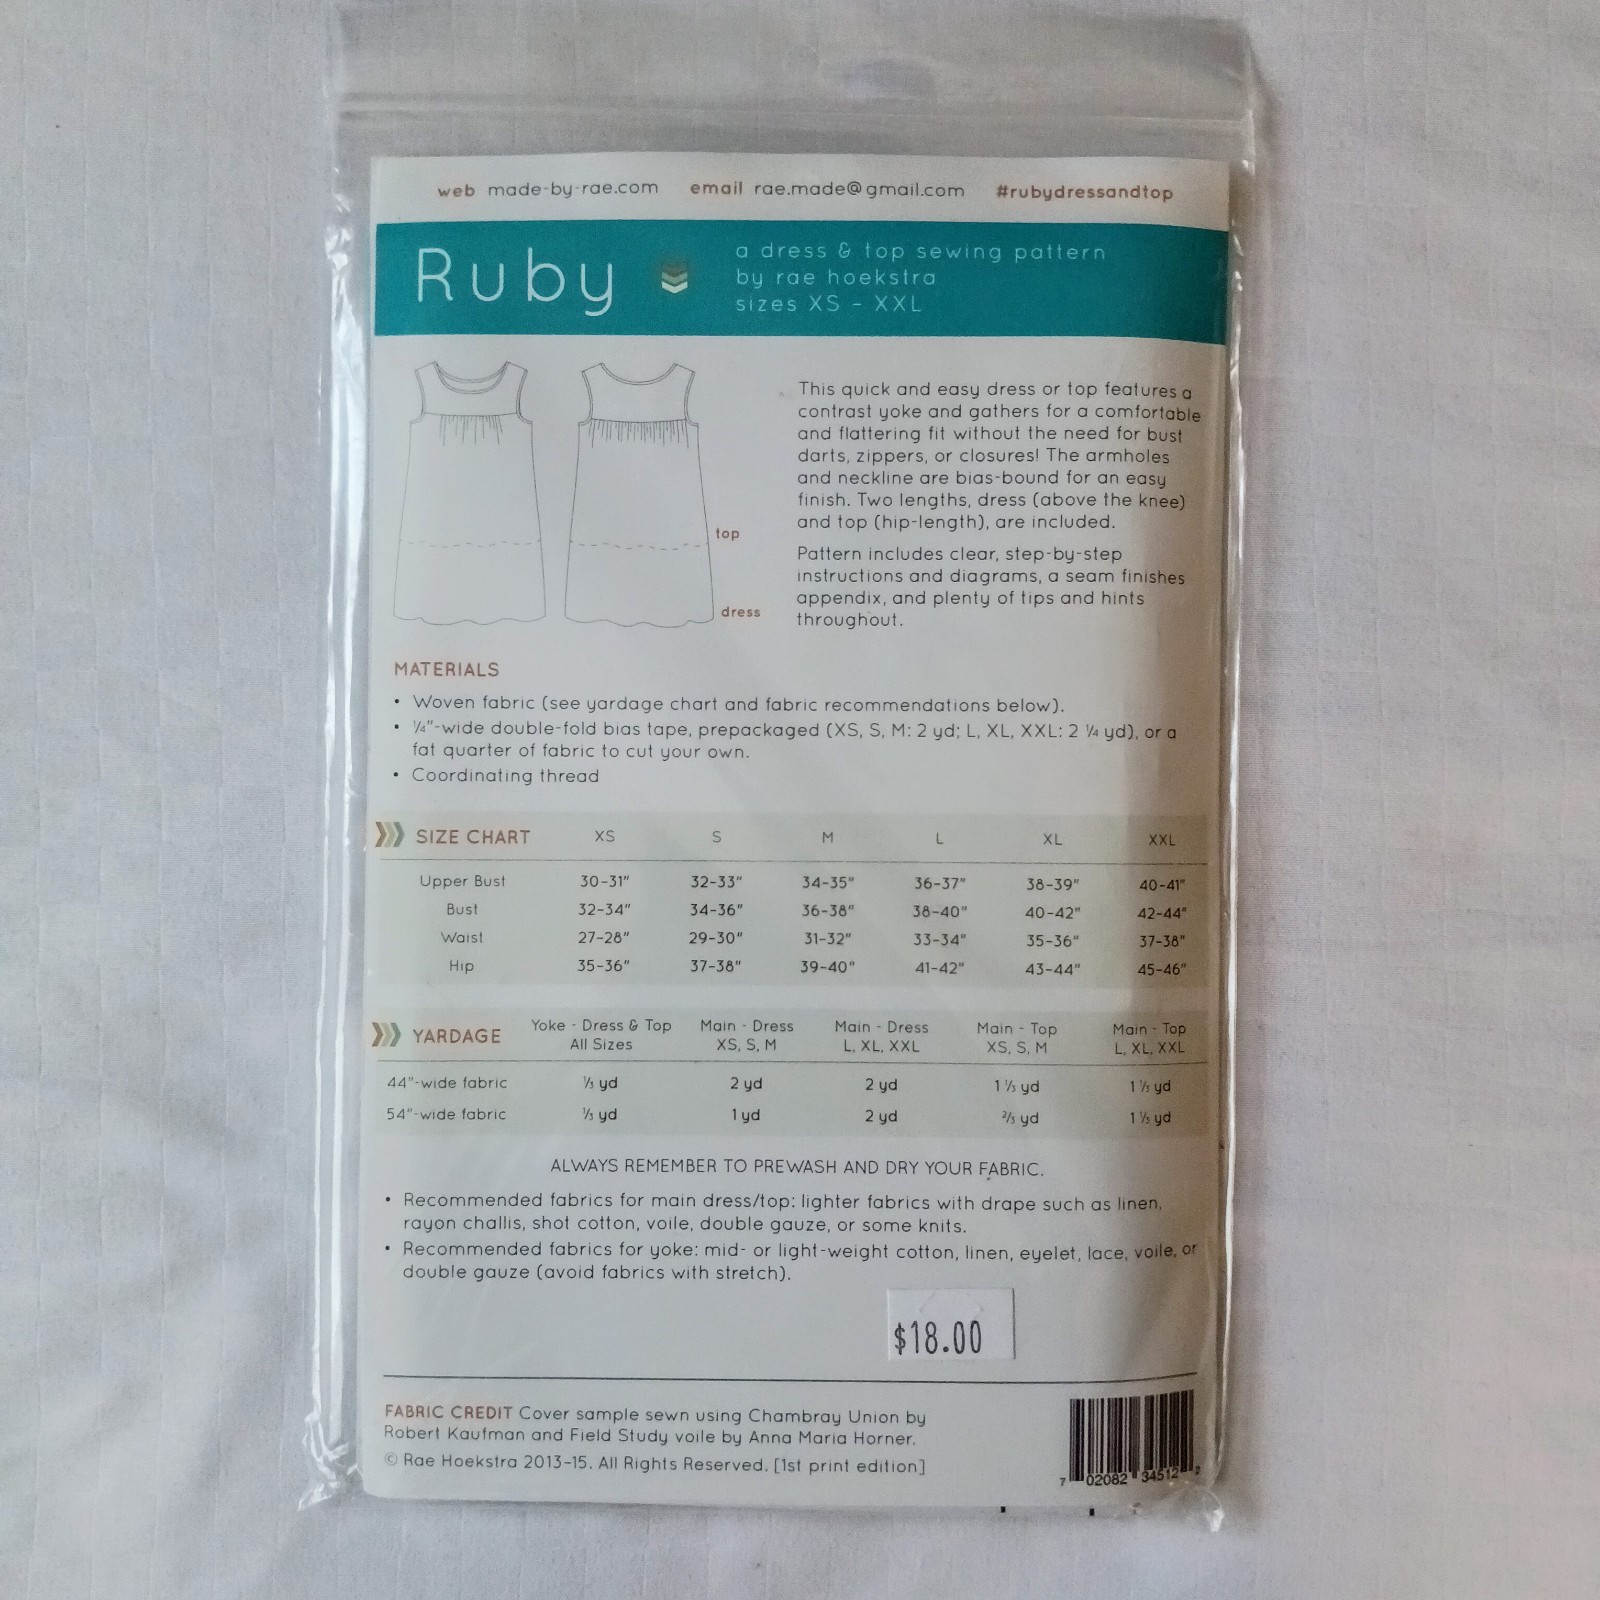 web made-by-rae.com email rae.made@gmail.com #rubydressandtop
Ruby
a dress & top sewing pattern
by rae hoekstra
sizes XS - XXL
top
dress
This quick and easy dress or top features a
contrast yoke and gathers for a comfortable
and flattering fit without the need for bust
darts, zippers, or closures! The armholes
and neckline are bias-bound for an easy
finish. Two lengths, dress (above the knee)
and top (hip-length), are included.
Pattern includes clear, step-by-step
instructions and diagrams, a seam finishes
appendix, and plenty of tips and hints
throughout.
MATERIALS
• Woven fabric (see yardage chart and fabric recommendations below).
• ¼"-wide double-fold bias tape, prepackaged (XS, S, M: 2 yd; L, XL, XXL: 2 ¼ yd), or a
fat quarter of fabric to cut your own.
• Coordinating thread
SIZE CHART XS S M L XL XXL
Upper Bust 30-31" 32-33" 34-35" 36-37" 38-39" 40-41"
Bust 32-34" 34-36" 36-38" 38-40" 40-42" 42-44"
Waist 27-28" 29-30" 31-32" 33-34" 35-36" 37-38"
Hip 35-36" 37-38" 39-40" 41-42" 43-44" 45-46"
YARDAGE
Yoke - Dress & Top Main - Dress Main - Dress Main - Top Main - Top
All Sizes XS, S, M L, XL, XXL XS, S, M L, XL, XXL
44"-wide fabric ⅓ yd 2 yd 2 yd 1 ⅓ yd 1 ⅓ yd
54"-wide fabric ⅓ yd 1 yd 2 yd ⅔ yd 1 ⅓ yd
ALWAYS REMEMBER TO PREWASH AND DRY YOUR FABRIC.
• Recommended fabrics for main dress/top: lighter fabrics with drape such as linen,
rayon challis, shot cotton, voile, double gauze, or some knits.
• Recommended fabrics for yoke: mid- or light-weight cotton, linen, eyelet, lace, voile, or
double gauze (avoid fabrics with stretch).
$18.00
FABRIC CREDIT Cover sample sewn using Chambray Union by
Robert Kaufman and Field Study voile by Anna Maria Horner.
© Rae Hoekstra 2013-15. All Rights Reserved. [1st print edition]
7 02082 34512 2